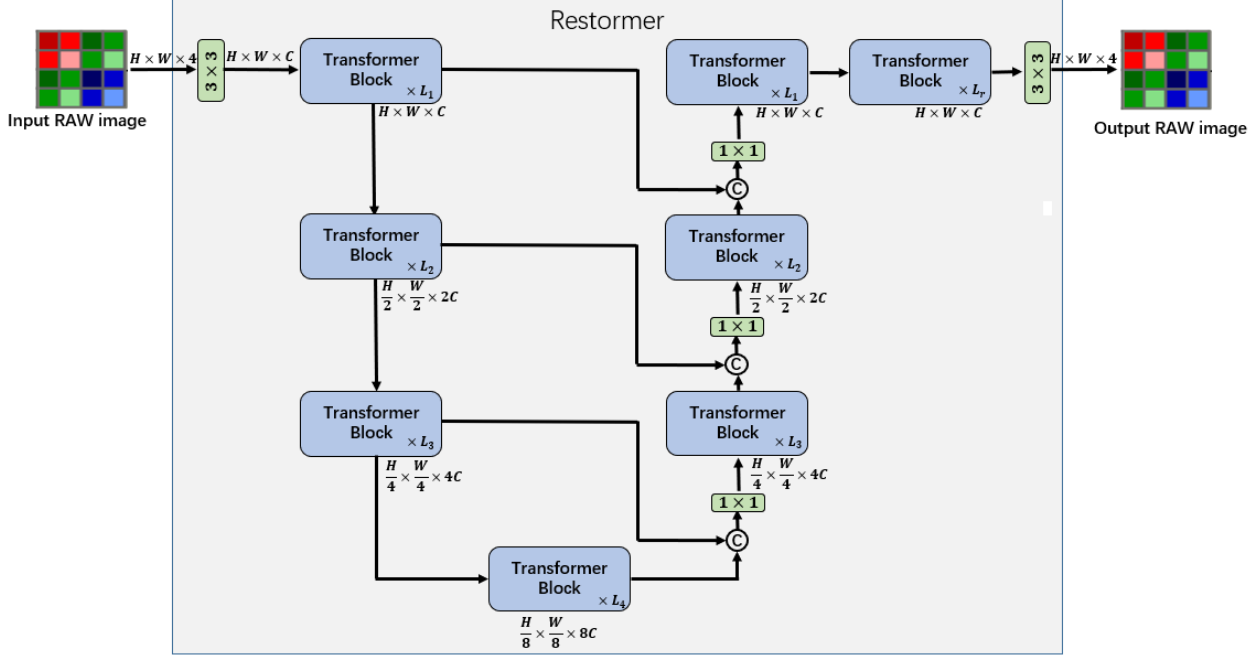 Restormer
H × W × 4
3 × 3
H × W × C
Transformer
Block
× L₁
H × W × C
Input RAW image
Transformer
Block
× L₁
H × W × C
Transformer
Block
× Lᵣ
H × W × C
3 × 3
H × W × 4
Output RAW image
1 × 1
C
Transformer
Block
× L₂
H/2 × W/2 × 2C
Transformer
Block
× L₂
H/2 × W/2 × 2C
1 × 1
C
Transformer
Block
× L₃
H/4 × W/4 × 4C
Transformer
Block
× L₃
H/4 × W/4 × 4C
1 × 1
C
Transformer
Block
× L₄
H/8 × W/8 × 8C